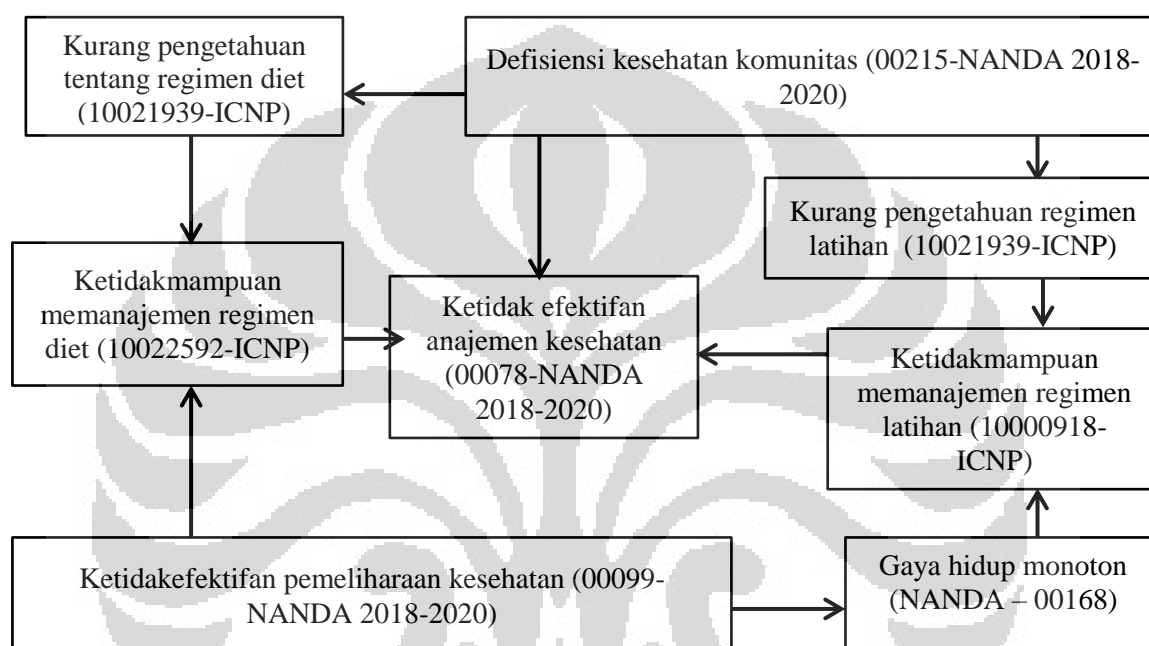 Kurang pengetahuan
tentang regimen diet
(10021939-ICNP)
Defisiensi kesehatan komunitas (00215-NANDA 2018-
2020)
Kurang pengetahuan regimen
latihan (10021939-ICNP)
Ketidakmampuan
memanajemen regimen
diet (10022592-ICNP)
Ketidak efektifan
anajemen kesehatan
(00078-NANDA
2018-2020)
Ketidakmampuan
memanajemen regimen
latihan (10000918-
ICNP)
Ketidakefektifan pemeliharaan kesehatan (00099-
NANDA 2018-2020)
Gaya hidup monoton
(NANDA – 00168)